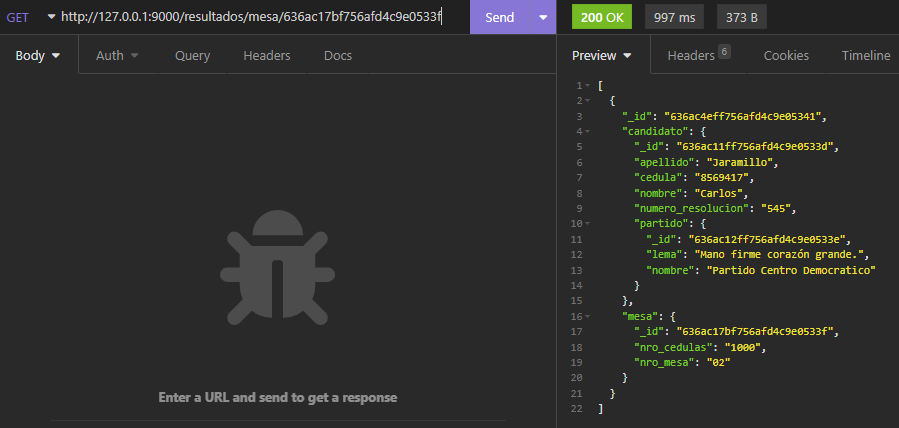 GET http://127.0.0.1:9000/resultados/mesa/636ac17bf756afd4c9e0533f Send
200 OK 997 ms 373 B
Body Auth Query Headers Docs
Preview Headers 6 Cookies Timeline
1 [
2 {
3 "_id": "636ac4eff756afd4c9e05341",
4 "candidato": {
5 "_id": "636ac11ff756afd4c9e0533d",
6 "apellido": "Jaramillo",
7 "cedula": "8569417",
8 "nombre": "Carlos",
9 "numero_resolucion": "545",
10 "partido": {
11 "_id": "636ac12ff756afd4c9e0533e",
12 "lema": "Mano firme corazón grande.",
13 "nombre": "Partido Centro Democratico"
14 }
15 },
16 "mesa": {
17 "_id": "636ac17bf756afd4c9e0533f",
18 "nro_cedulas": "1000",
19 "nro_mesa": "02"
20 }
21 }
22 ]
Enter a URL and send to get a response